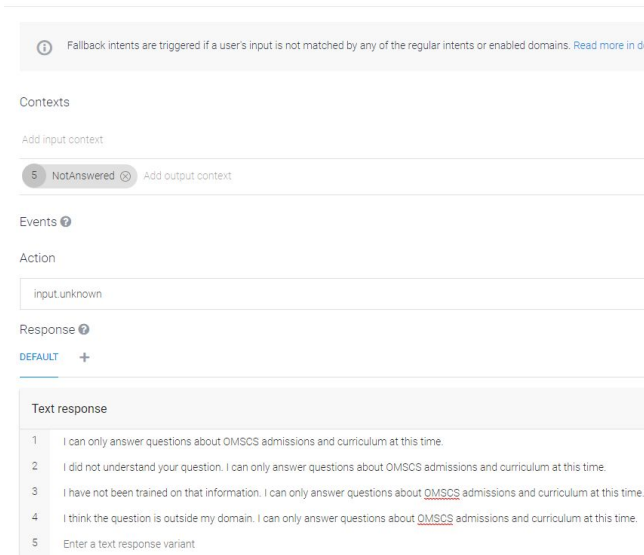 Fallback intents are triggered if a user's input is not matched by any of the regular intents or enabled domains. Read more in d
Contexts
Add input context
5 NotAnswered Add output context
Events
Action
input.unknown
Response
DEFAULT +
Text response
1 I can only answer questions about OMSCS admissions and curriculum at this time.
2 I did not understand your question. I can only answer questions about OMSCS admissions and curriculum at this time.
3 I have not been trained on that information. I can only answer questions about OMSCS admissions and curriculum at this time.
4 I think the question is outside my domain. I can only answer questions about OMSCS admissions and curriculum at this time.
5 Enter a text response variant